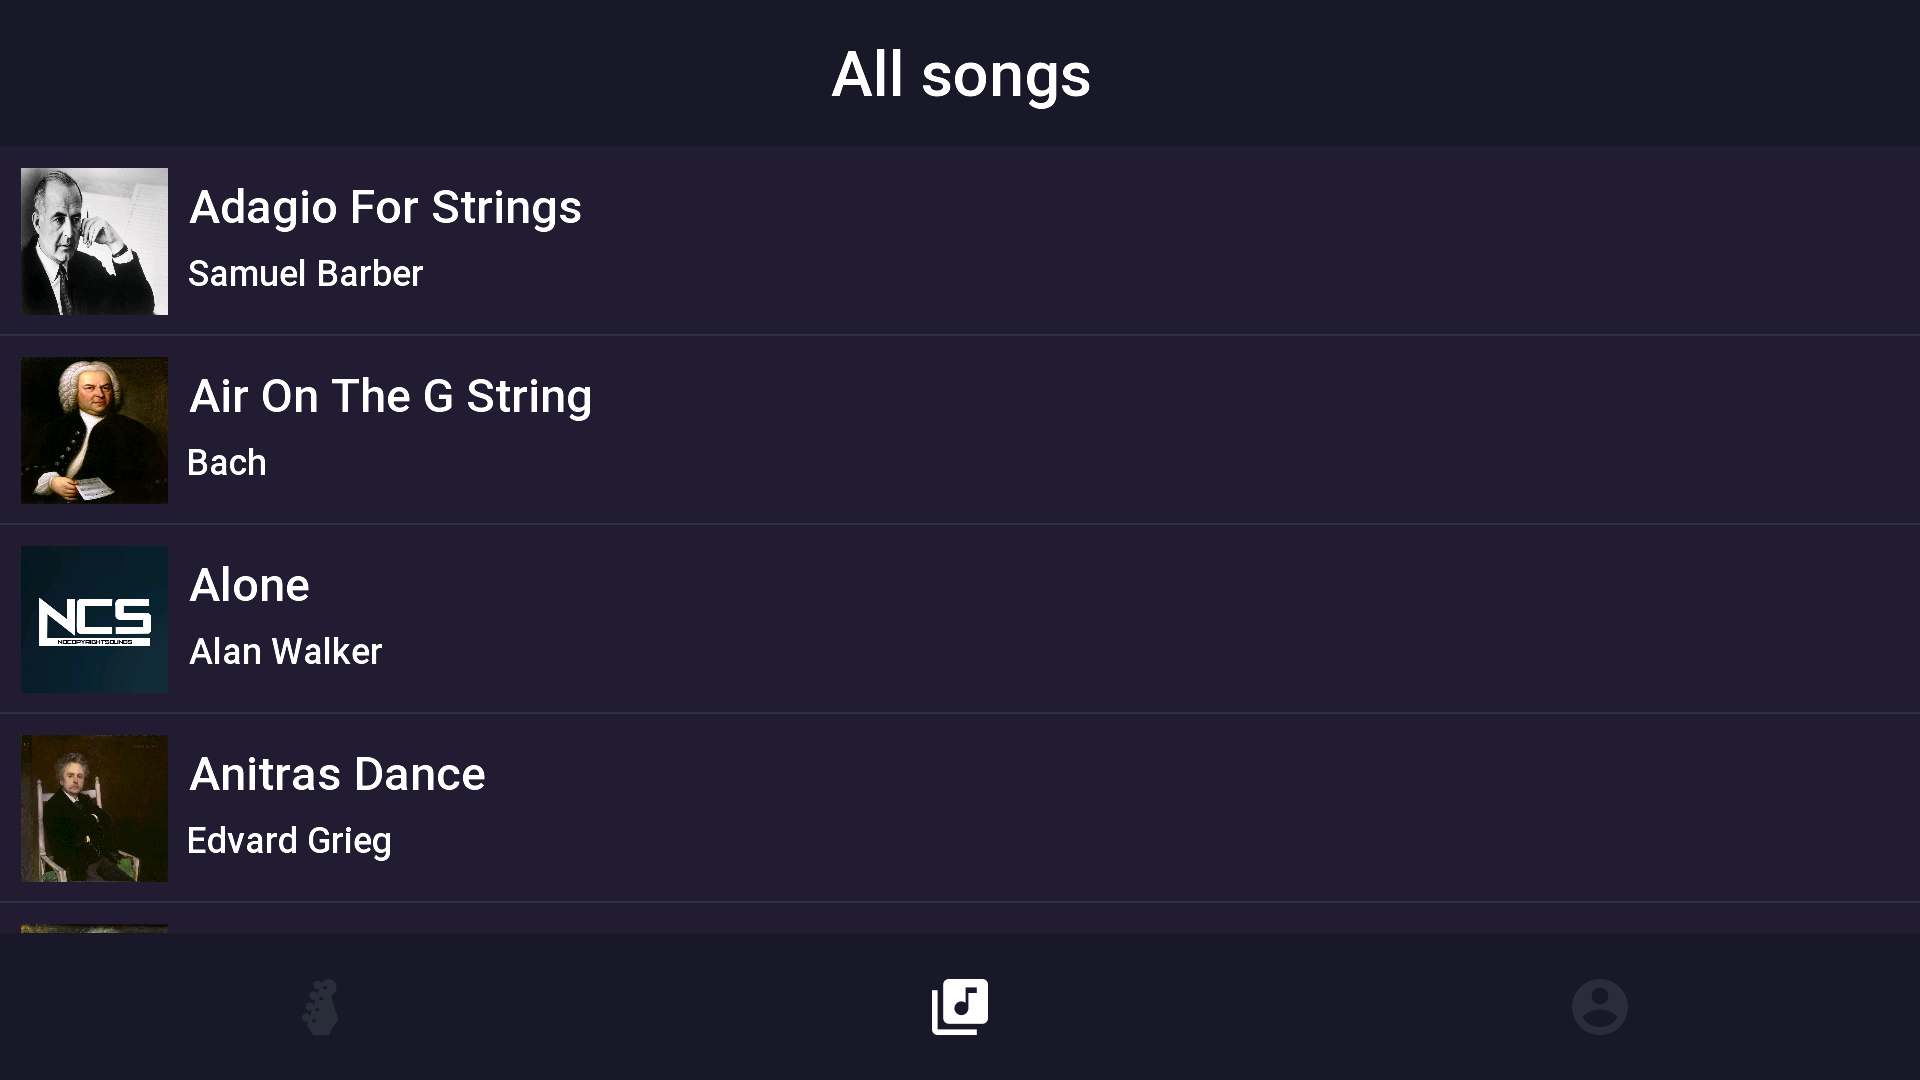 All songs
Adagio For Strings
Samuel Barber
Air On The G String
Bach
NCS
NOCOPYRIGHTSOUNDS
Alone
Alan Walker
Anitras Dance
Edvard Grieg